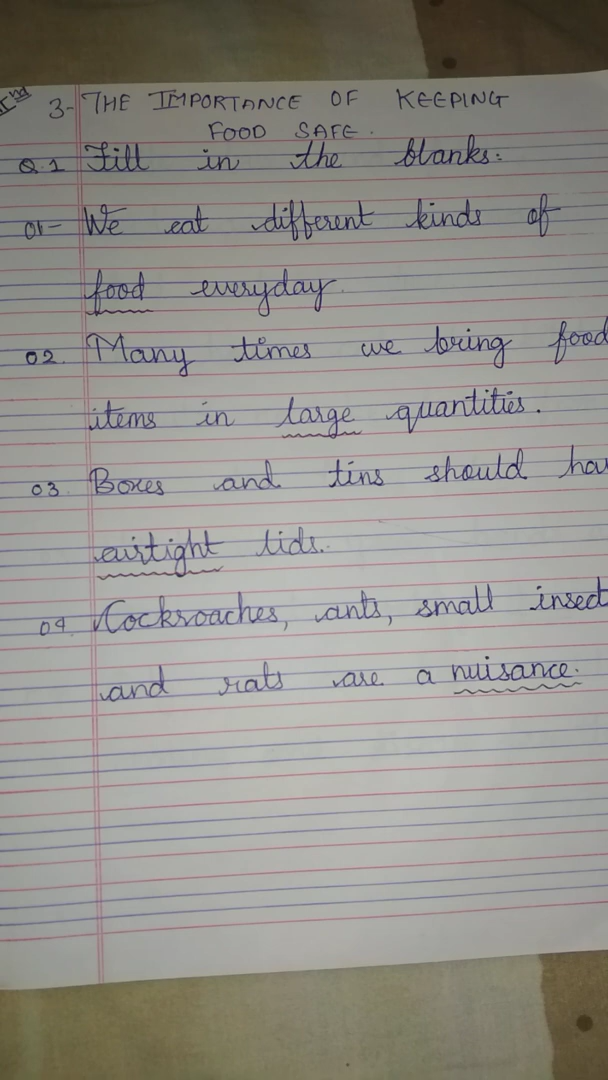 3- THE IMPORTANCE OF KEEPING
FOOD SAFE.
Q.1 Fill in the blanks:
01- We eat different kinds of
food everyday.
02. Many times we bring food
items in large quantities.
03. Boxes and tins should hav
airtight lids.
04. Cockroaches, ants, small insect
and rats are a nuisance.